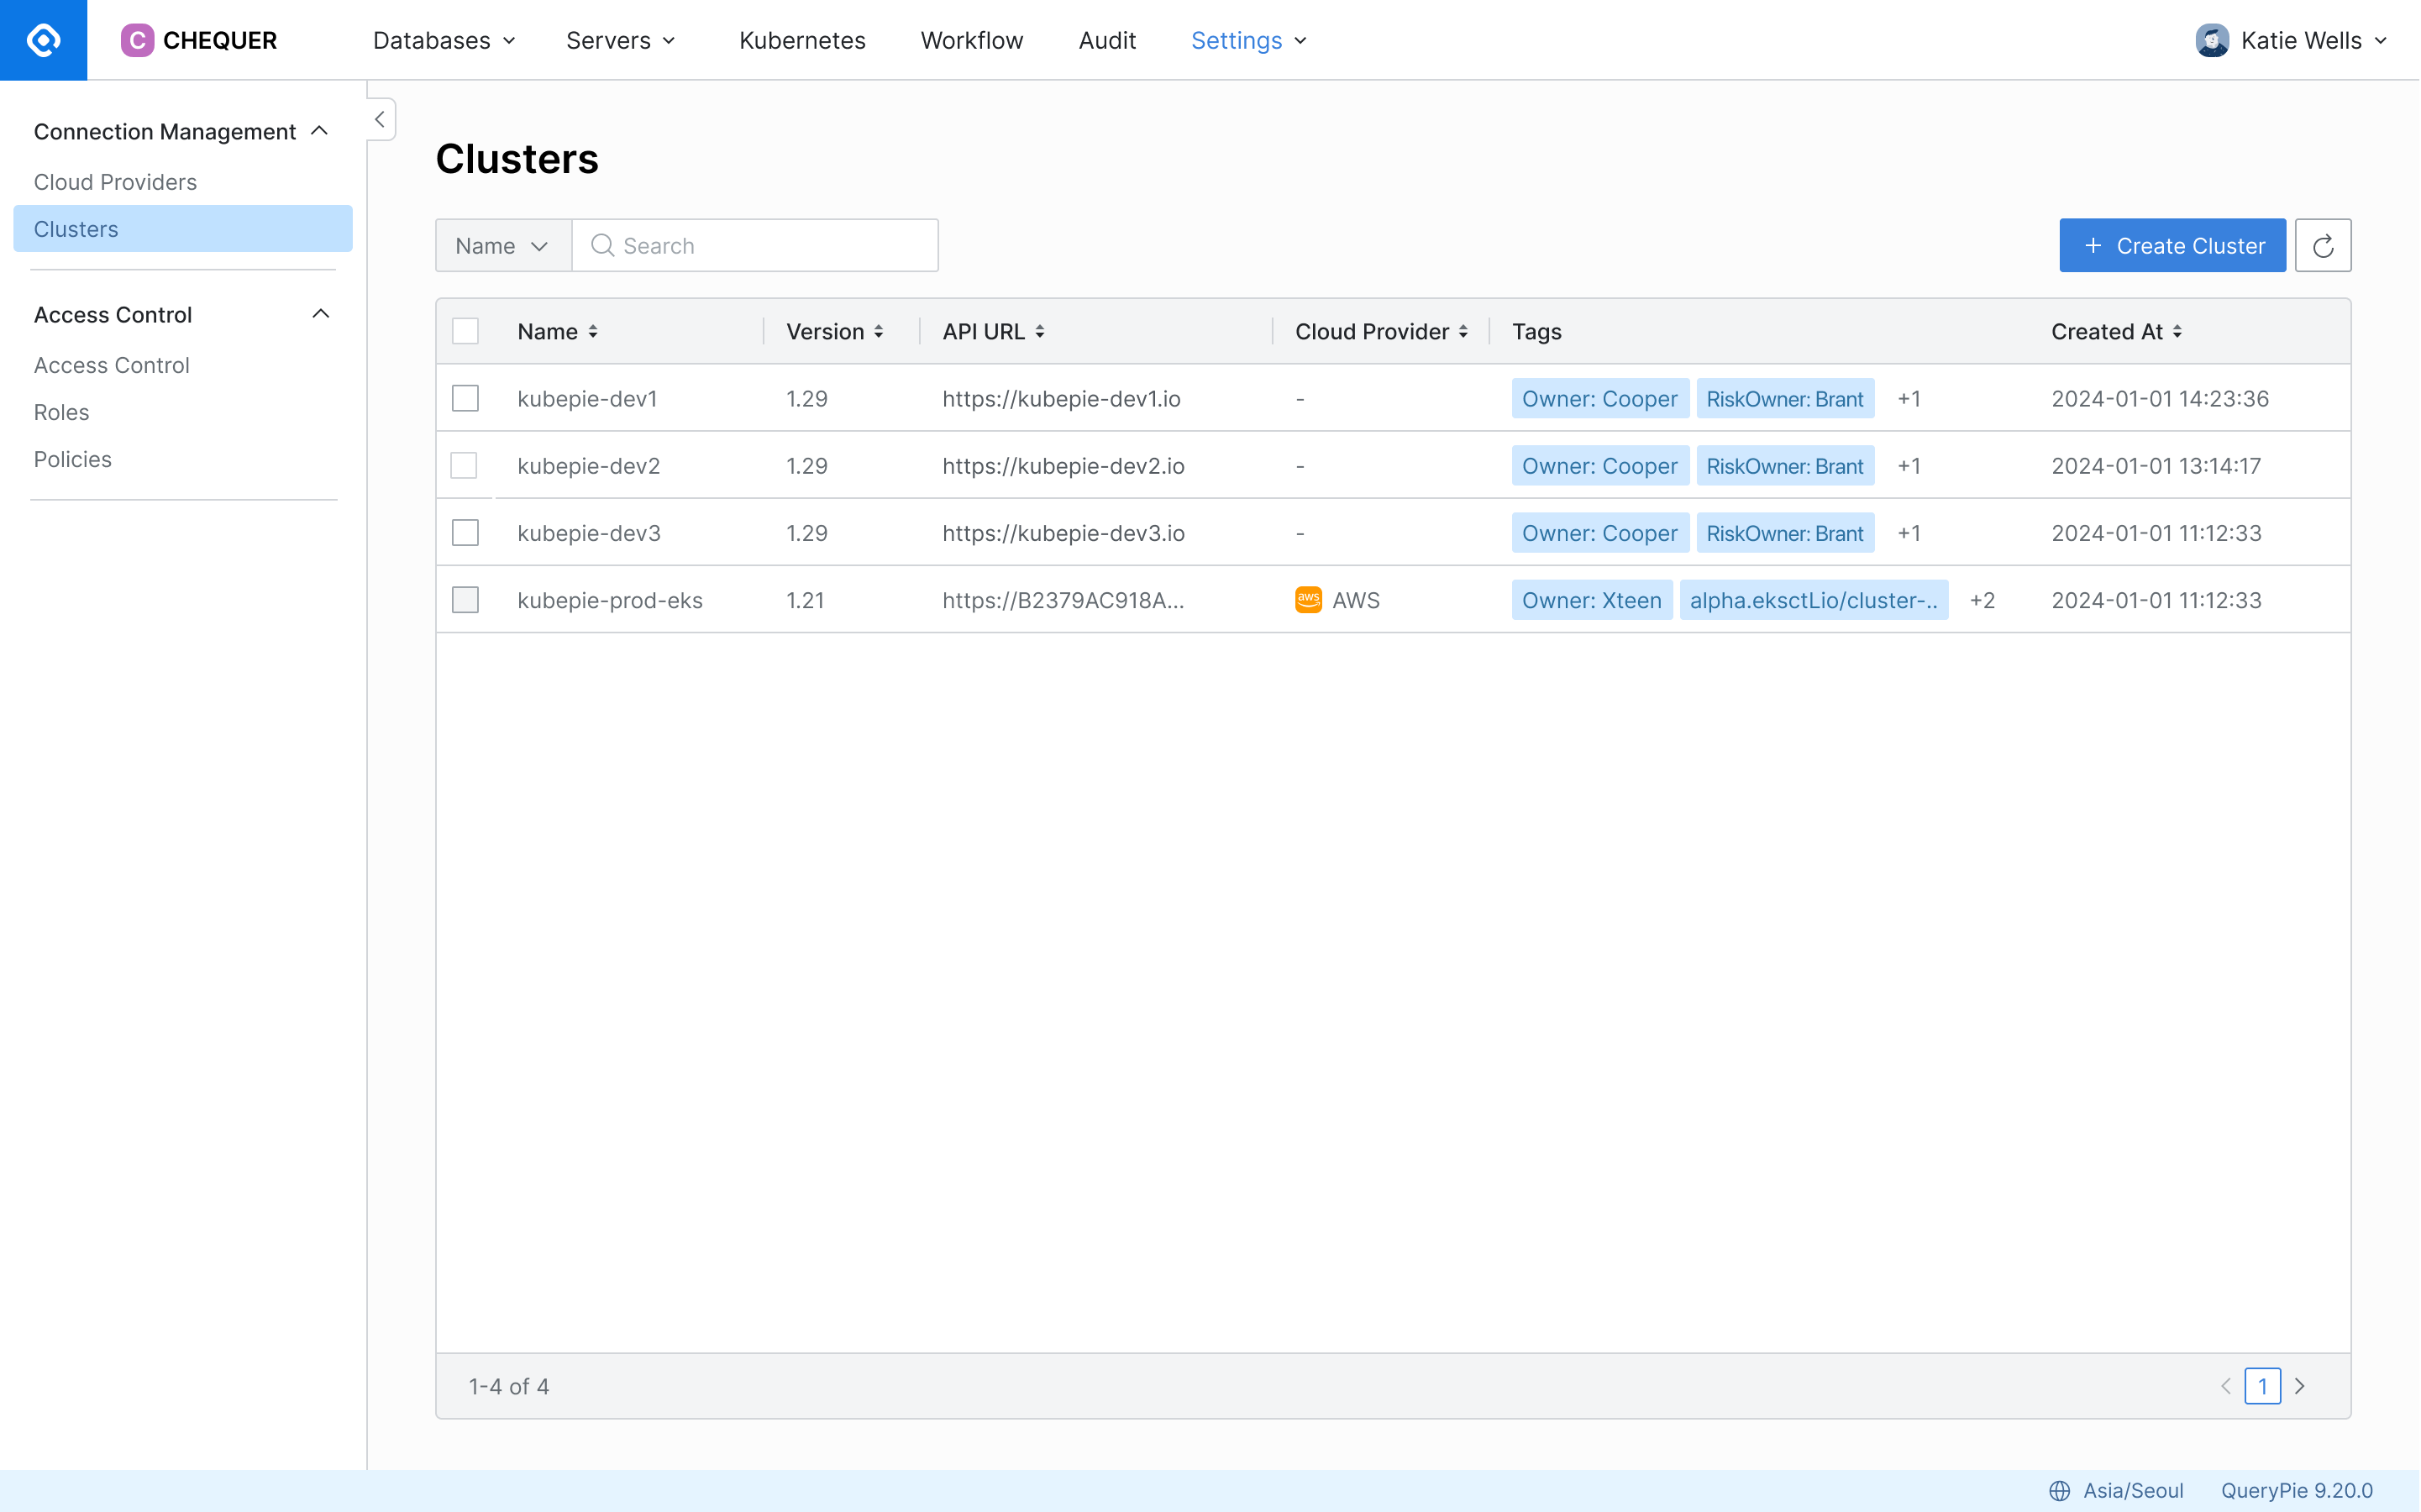 C CHEQUER Databases Servers Kubernetes Workflow Audit Settings Katie Wells
Connection Management
Cloud Providers
Clusters
Access Control
Access Control
Roles
Policies
Clusters
Name Search + Create Cluster
Name Version API URL Cloud Provider Tags Created At
kubepie-dev1 1.29 https://kubepie-dev1.io - Owner: Cooper RiskOwner: Brant +1 2024-01-01 14:23:36
kubepie-dev2 1.29 https://kubepie-dev2.io - Owner: Cooper RiskOwner: Brant +1 2024-01-01 13:14:17
kubepie-dev3 1.29 https://kubepie-dev3.io - Owner: Cooper RiskOwner: Brant +1 2024-01-01 11:12:33
kubepie-prod-eks 1.21 https://B2379AC918A... aws AWS Owner: Xteen alpha.eksctLio/cluster-.. +2 2024-01-01 11:12:33
1-4 of 4 1
Asia/Seoul QueryPie 9.20.0